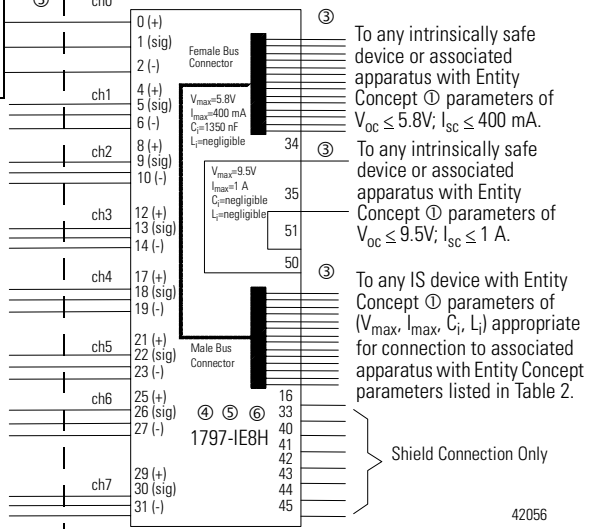 ③ ch0
0 (+)
1 (sig)
2 (-)
ch1
4 (+)
5 (sig)
6 (-)
ch2
8 (+)
9 (sig)
10 (-)
ch3
12 (+)
13 (sig)
14 (-)
ch4
17 (+)
18 (sig)
19 (-)
ch5
21 (+)
22 (sig)
23 (-)
ch6
25 (+)
26 (sig)
27 (-)
ch7
29 (+)
30 (sig)
31 (-)
Female Bus
Connector
Vmax=5.8V
Imax=400 mA
Ci=1350 nF
Li=negligible
34
Vmax=9.5V
Imax=1 A
Ci=negligible
Li=negligible
35
51
50
Male Bus
Connector
④ ⑤ ⑥
1797-IE8H
16
33
40
41
42
43
44
45
③
To any intrinsically safe
device or associated
apparatus with Entity
Concept ① parameters of
Voc ≤ 5.8V; Isc ≤ 400 mA.
③
To any intrinsically safe
device or associated
apparatus with Entity
Concept ① parameters of
Voc ≤ 9.5V; Isc ≤ 1 A.
③
To any IS device with Entity
Concept ① parameters of
(Vmax, Imax, Ci, Li) appropriate
for connection to associated
apparatus with Entity Concept
parameters listed in Table 2.
Shield Connection Only
42056